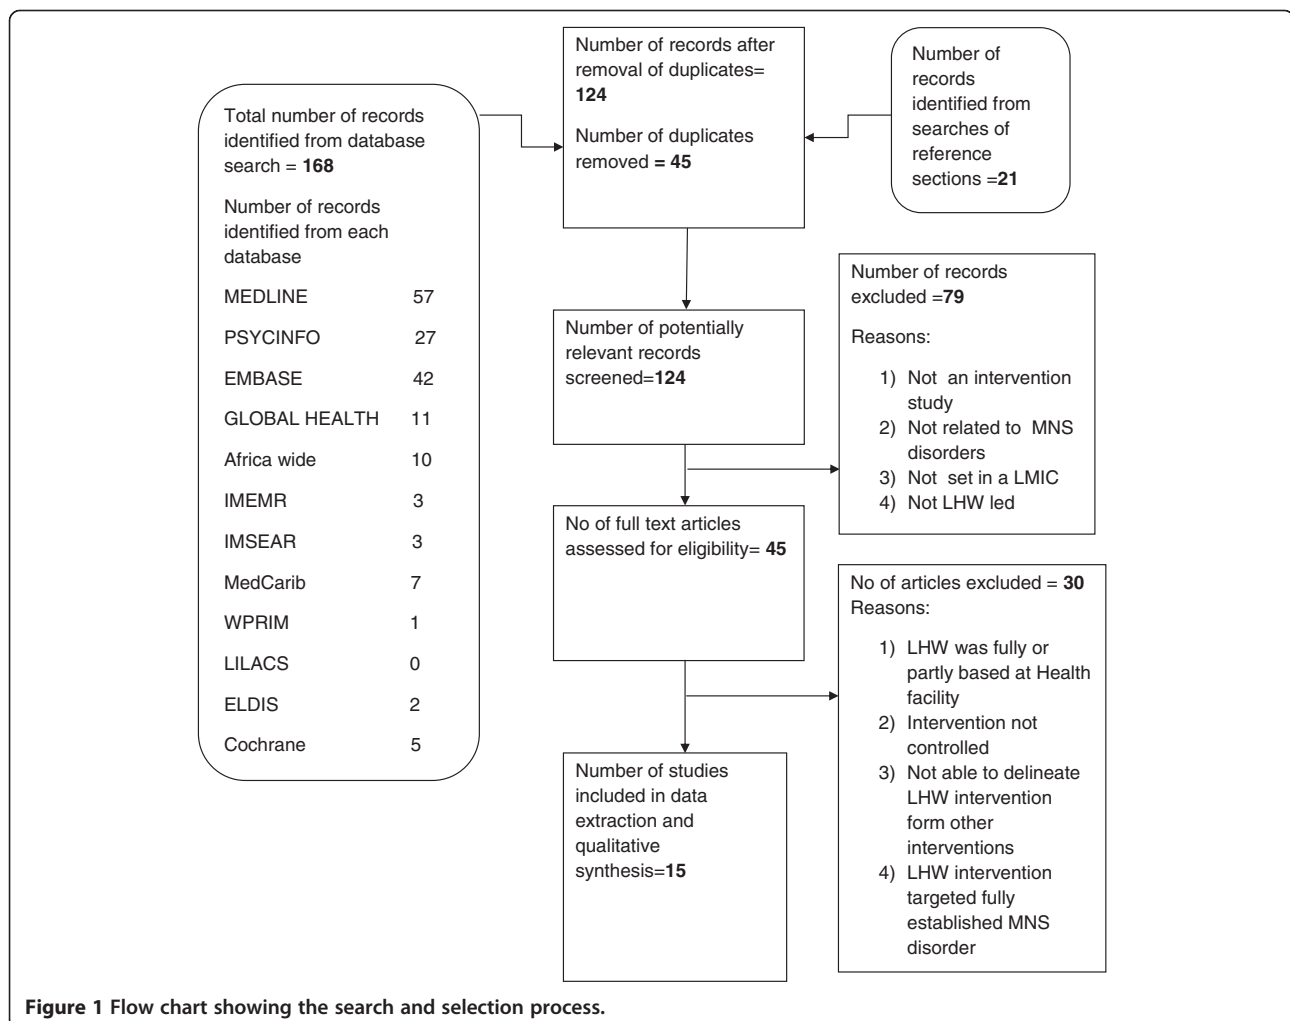 Total number of records
identified from database
search = 168
Number of records
identified from each
database
MEDLINE 57
PSYCINFO 27
EMBASE 42
GLOBAL HEALTH 11
Africa wide 10
IMEMR 3
IMSEAR 3
MedCarib 7
WPRIM 1
LILACS 0
ELDIS 2
Cochrane 5
Number of records after
removal of duplicates=
124
Number of duplicates
removed = 45
Number of
records
identified from
searches of
reference
sections =21
Number of potentially
relevant records
screened=124
Number of records
excluded =79
Reasons:
1) Not an intervention
study
2) Not related to MNS
disorders
3) Not set in a LMIC
4) Not LHW led
No of full text articles
assessed for eligibility= 45
No of articles excluded = 30
Reasons:
1) LHW was fully or
partly based at Health
facility
2) Intervention not
controlled
3) Not able to delineate
LHW intervention
form other
interventions
4) LHW intervention
targeted fully
established MNS
disorder
Number of studies
included in data
extraction and
qualitative
synthesis=15
Figure 1 Flow chart showing the search and selection process.